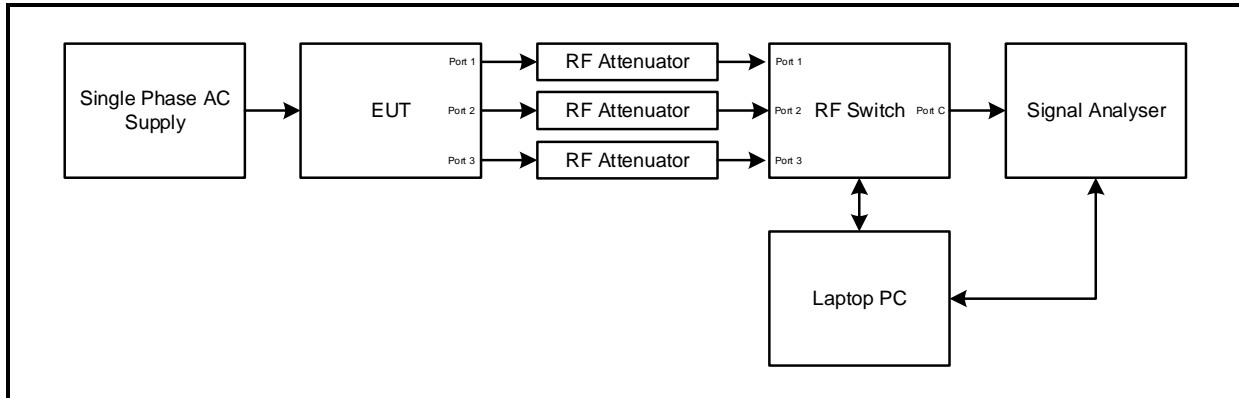 Single Phase AC
Supply
EUT
Port 1
Port 2
Port 3
RF Attenuator
RF Attenuator
RF Attenuator
Port 1
Port 2
Port 3
RF Switch
Port C
Signal Analyser
Laptop PC